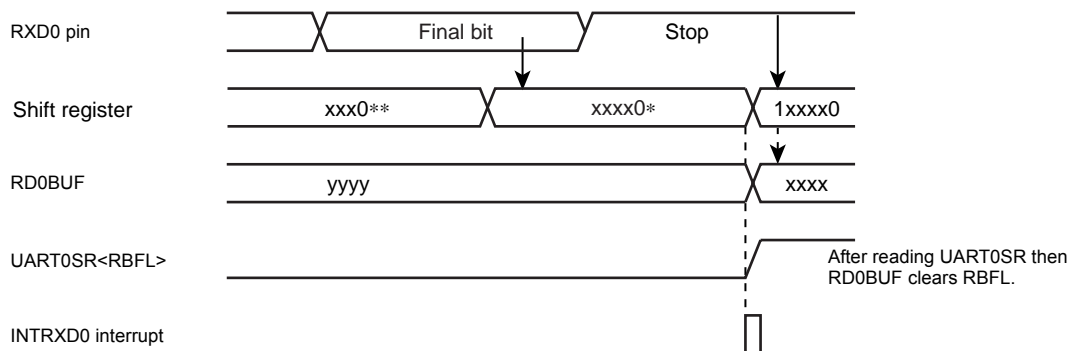 RXD0 pin Final bit Stop
Shift register xxx0** xxxx0* 1xxxx0
RD0BUF yyyy xxxx
UART0SR<RBFL> After reading UART0SR then
RD0BUF clears RBFL.
INTRXD0 interrupt